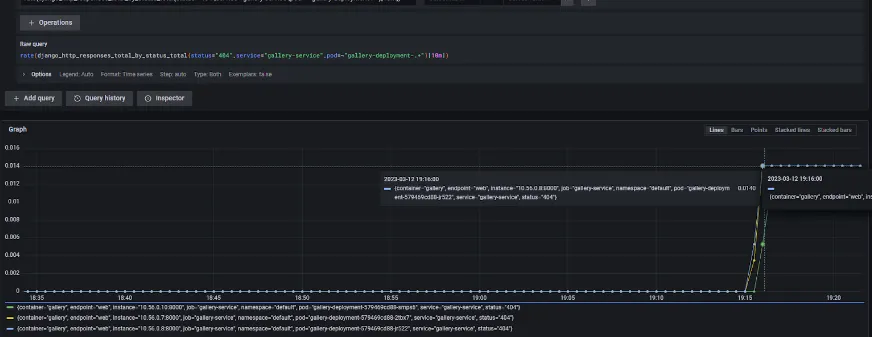 + Operations
Raw query
rate(django_http_responses_total_by_status_total{status="404",service="gallery-service",pod=~"gallery-deployment-.+"}[10m])
> Options Legend: Auto Format: Time series Step: auto Type: Both Exemplars: false
+ Add query Query history Inspector
Graph
Lines Bars Points Stacked lines Stacked bars
0.016
0.014
0.012
0.01
0.008
0.006
0.004
0.002
0
2023-03-12 19:16:00
{container="gallery", endpoint="web", instance="10.56.0.8:8000", job="gallery-service", namespace="default", pod="gallery-deploym 0.0140
ent-579469cd88-jr522", service="gallery-service", status="404"}
2023-03-12 19:16:00
{container="gallery", endpoint="web", ins
18:35 18:40 18:45 18:50 18:55 19:00 19:05 19:10 19:15 19:20
{container="gallery", endpoint="web", instance="10.56.0.10:8000", job="gallery-service", namespace="default", pod="gallery-deployment-579469cd88-smpsb", service="gallery-service", status="404"}
{container="gallery", endpoint="web", instance="10.56.0.7:8000", job="gallery-service", namespace="default", pod="gallery-deployment-579469cd88-2tbx7", service="gallery-service", status="404"}
{container="gallery", endpoint="web", instance="10.56.0.8:8000", job="gallery-service", namespace="default", pod="gallery-deployment-579469cd88-jr522", service="gallery-service", status="404"}